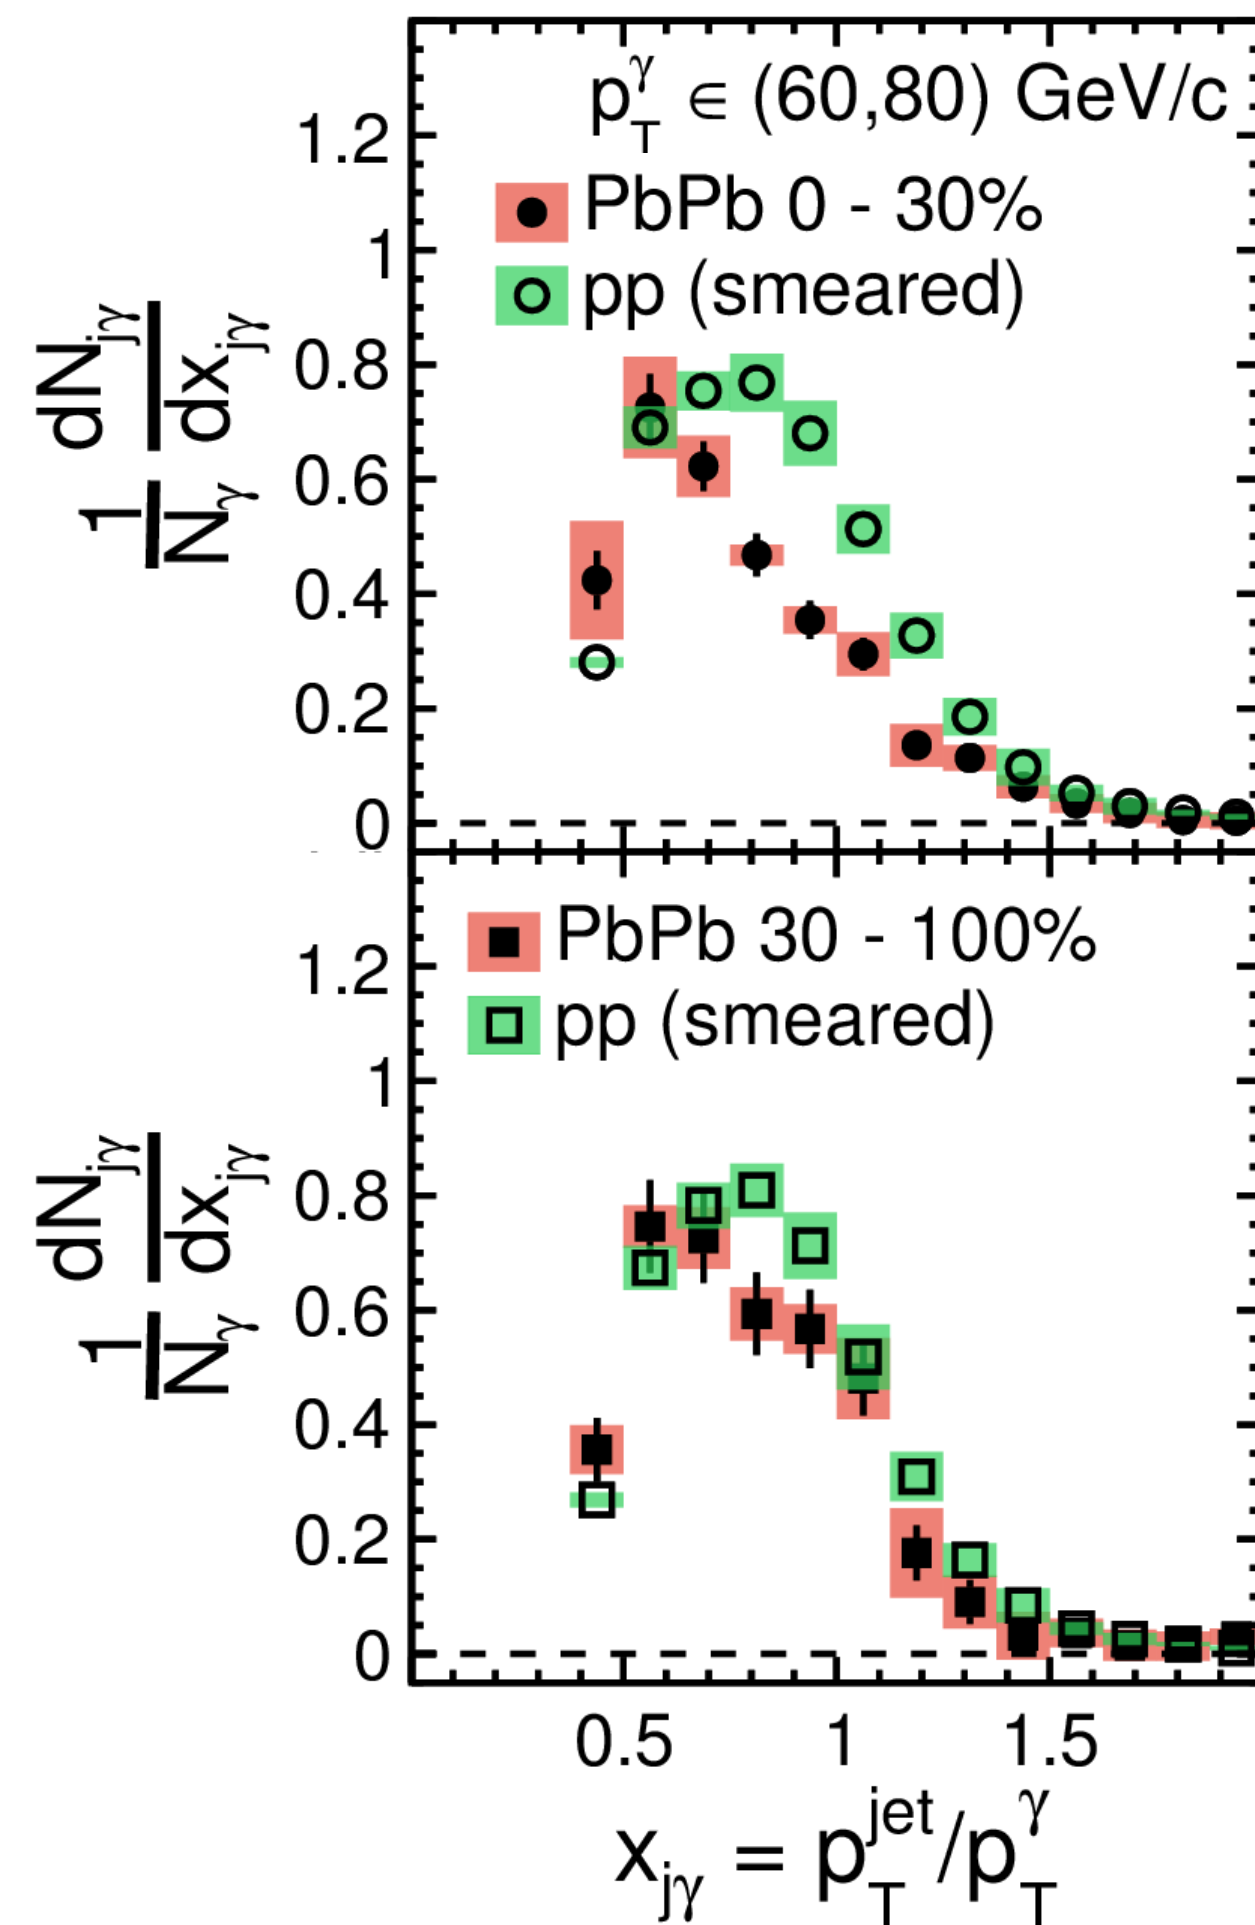 p_T^γ ∈ (60,80) GeV/c
PbPb 0 - 30%
pp (smeared)
1.2
1
0.8
0.6
0.4
0.2
0
1/N_γ dN_jγ/dx_jγ
PbPb 30 - 100%
pp (smeared)
1.2
1
0.8
0.6
0.4
0.2
0
1/N_γ dN_jγ/dx_jγ
0.5 1 1.5
x_jγ = p_T^jet/p_T^γ